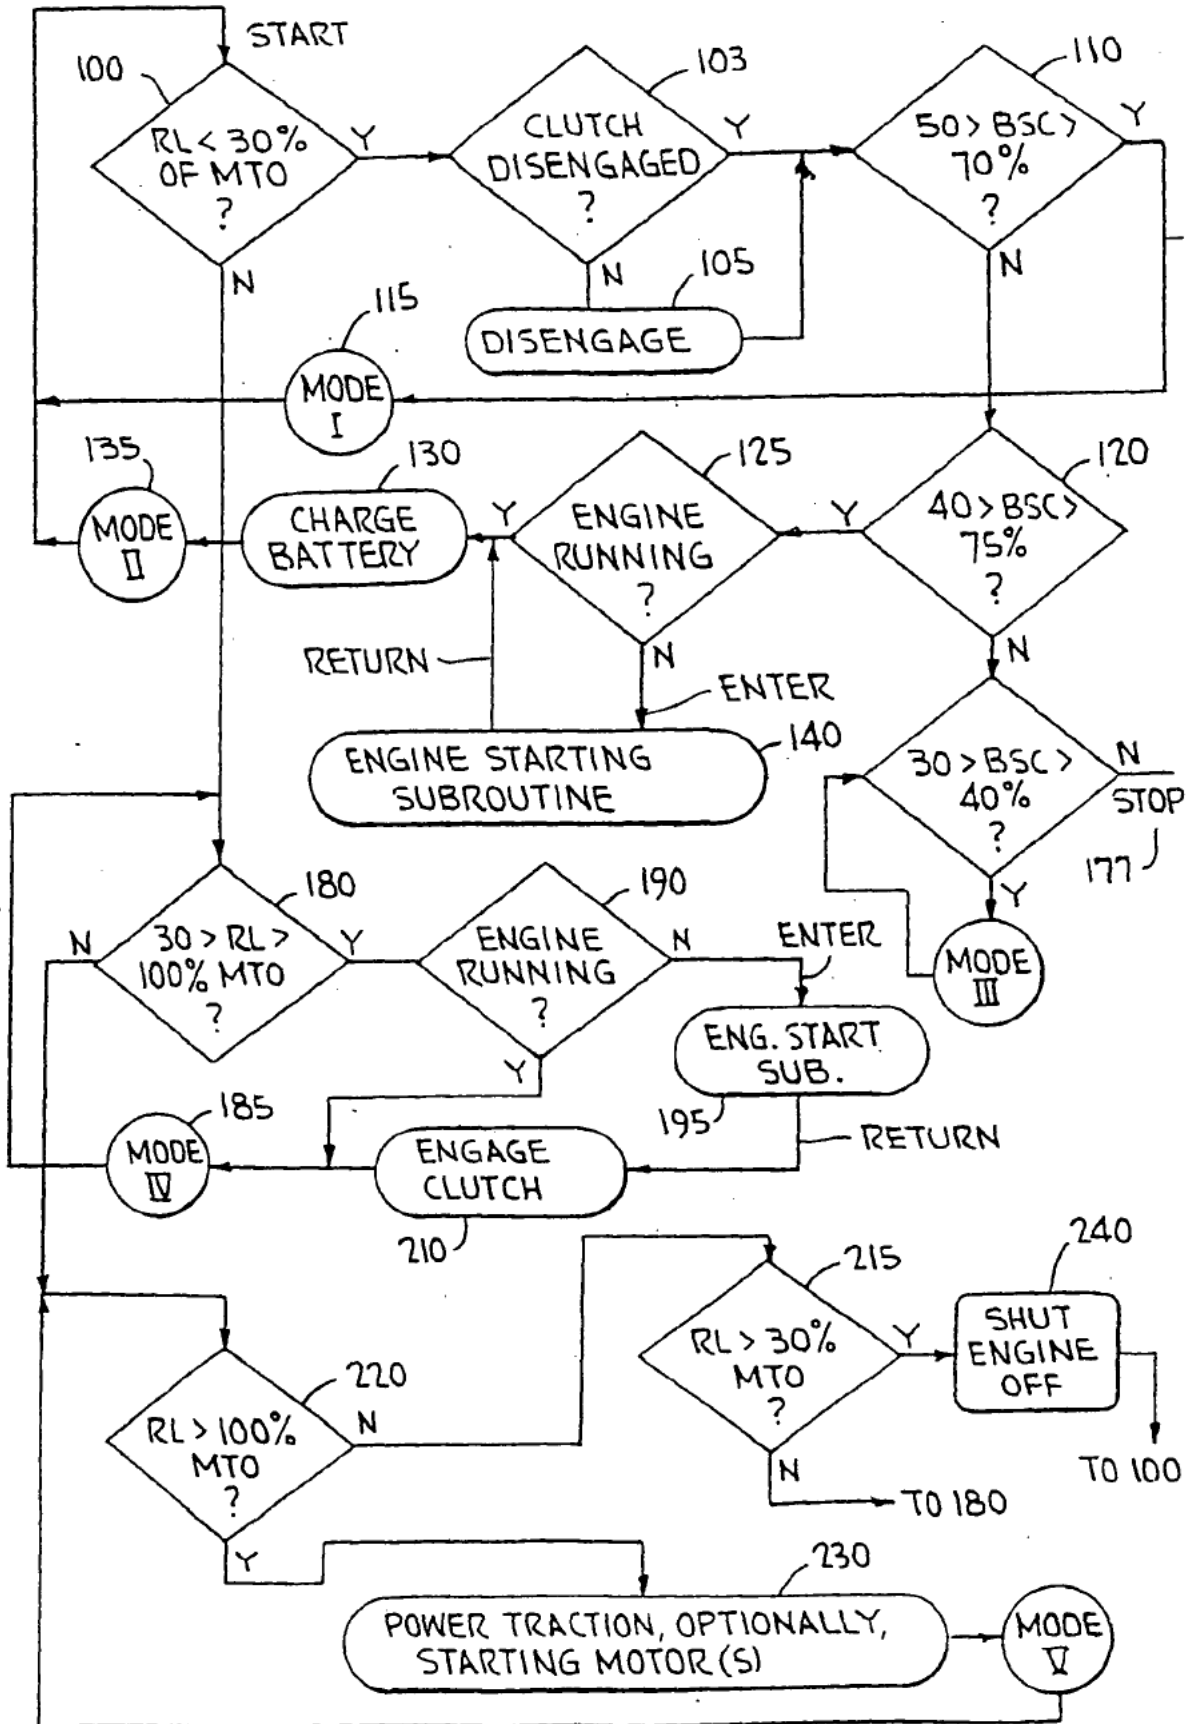 START
100
RL < 30%
OF MTO
?
Y
N
103
CLUTCH
DISENGAGED
?
Y
N
105
DISENGAGE
110
50 > BSC >
70%
?
Y
N
115
MODE
I
120
40 > BSC >
75%
?
Y
N
125
ENGINE
RUNNING
?
Y
N
130
CHARGE
BATTERY
135
MODE
II
RETURN
ENTER
140
ENGINE STARTING
SUBROUTINE
30 > BSC >
40%
?
N
STOP
177
Y
MODE
III
180
30 > RL >
100% MTO
?
N
Y
190
ENGINE
RUNNING
?
N
Y
ENTER
ENG. START
SUB.
195
RETURN
185
MODE
IV
ENGAGE
CLUTCH
210
215
RL > 30%
MTO
?
Y
N
TO 180
240
SHUT
ENGINE
OFF
TO 100
220
RL > 100%
MTO
?
N
Y
230
POWER TRACTION, OPTIONALLY,
STARTING MOTOR(S)
MODE
V